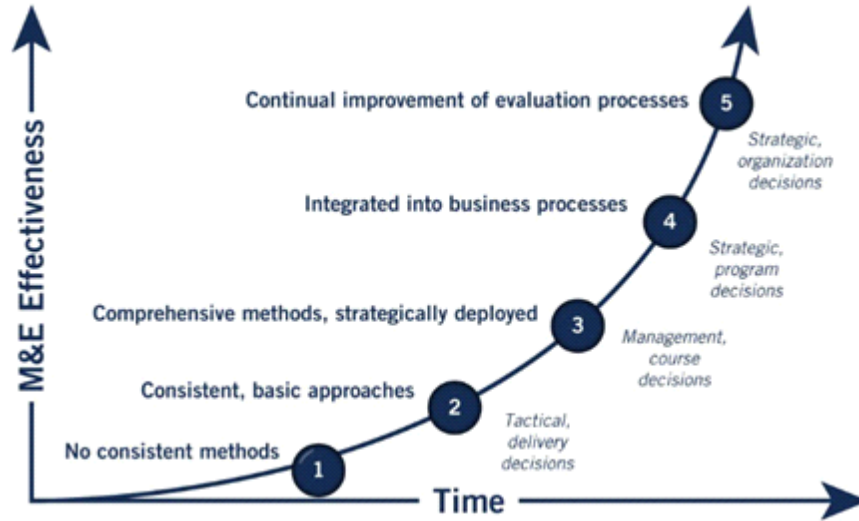 Continual improvement of evaluation processes
5
Strategic,
organization
decisions
Integrated into business processes
4
Strategic,
program
decisions
Comprehensive methods, strategically deployed
3
Management,
course
decisions
Consistent, basic approaches
2
Tactical,
delivery
decisions
No consistent methods
1
M&E Effectiveness
Time